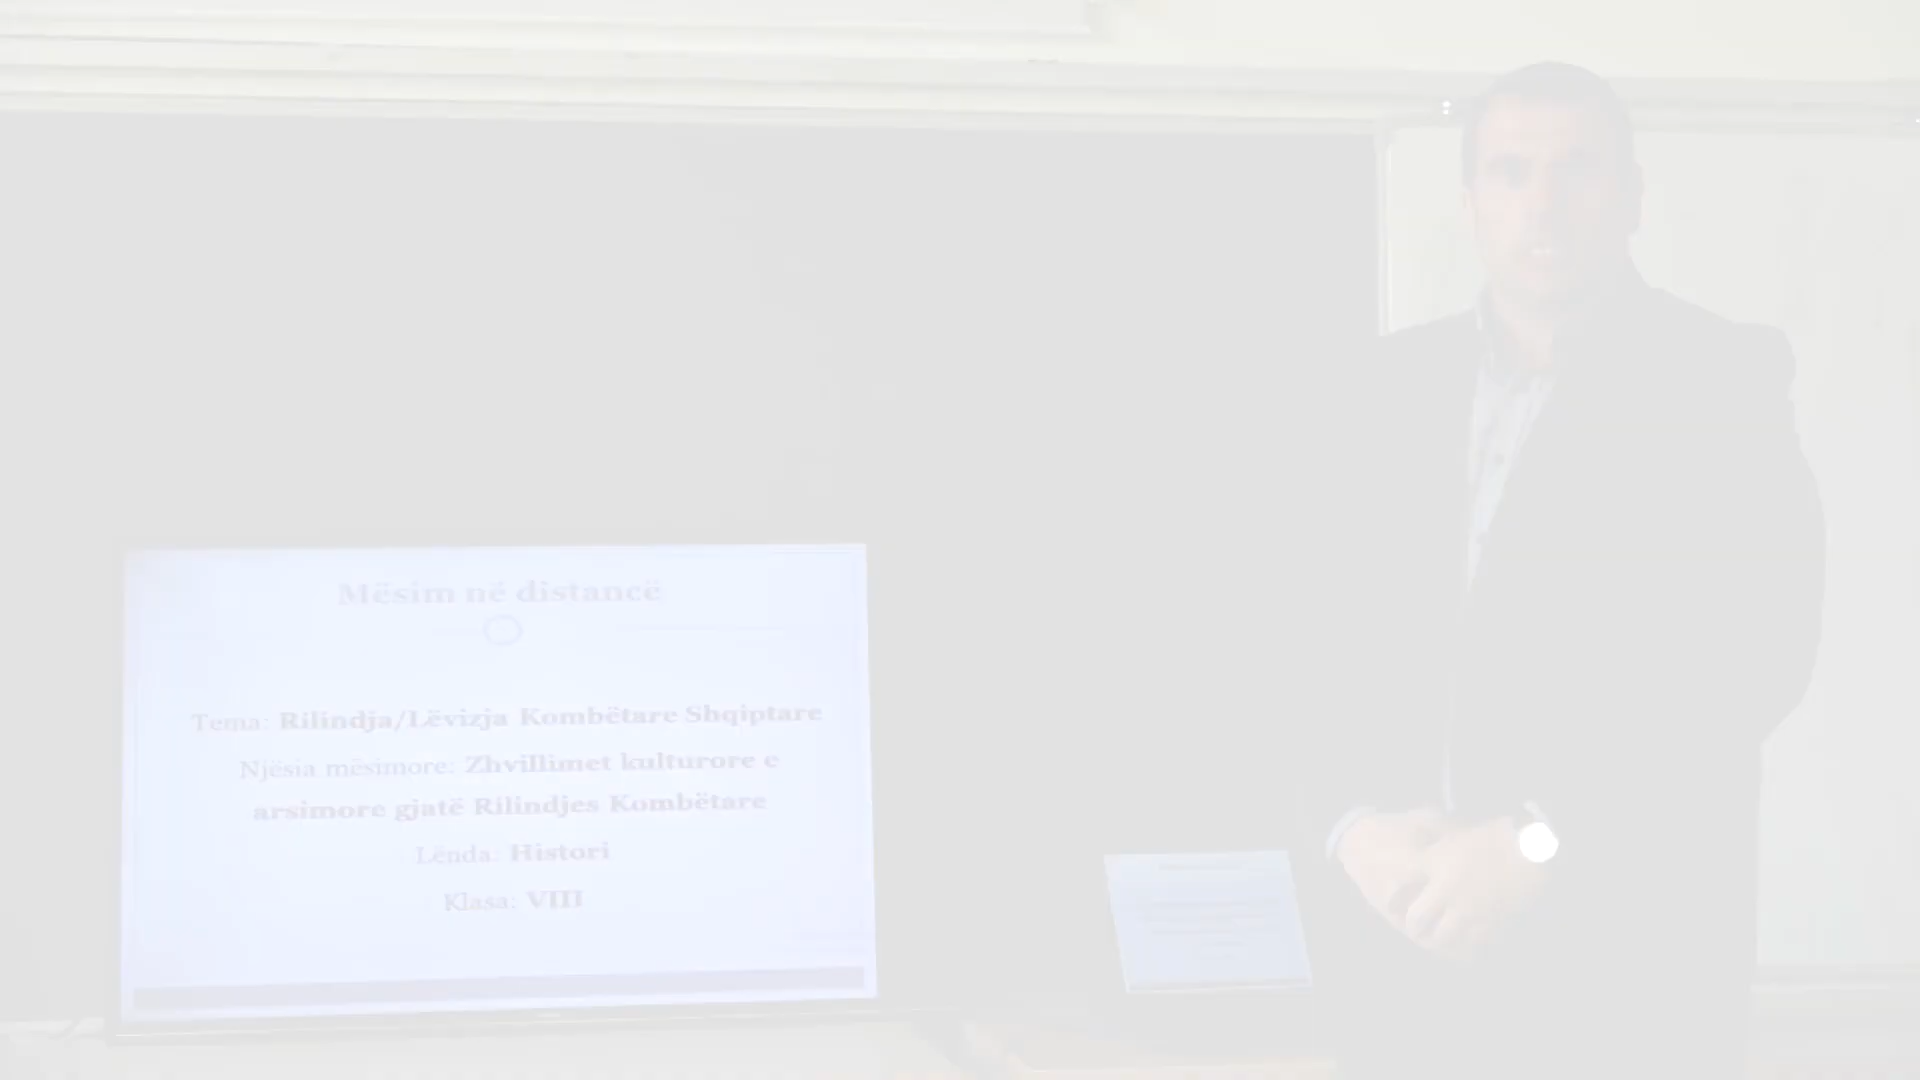 Mësim në distancë
Tema: Rilindja/Lëvizja Kombëtare Shqiptare
Njësia mësimore: Zhvillimet kulturore e
arsimore gjatë Rilindjes Kombëtare
Lënda: Histori
Klasa: VIII